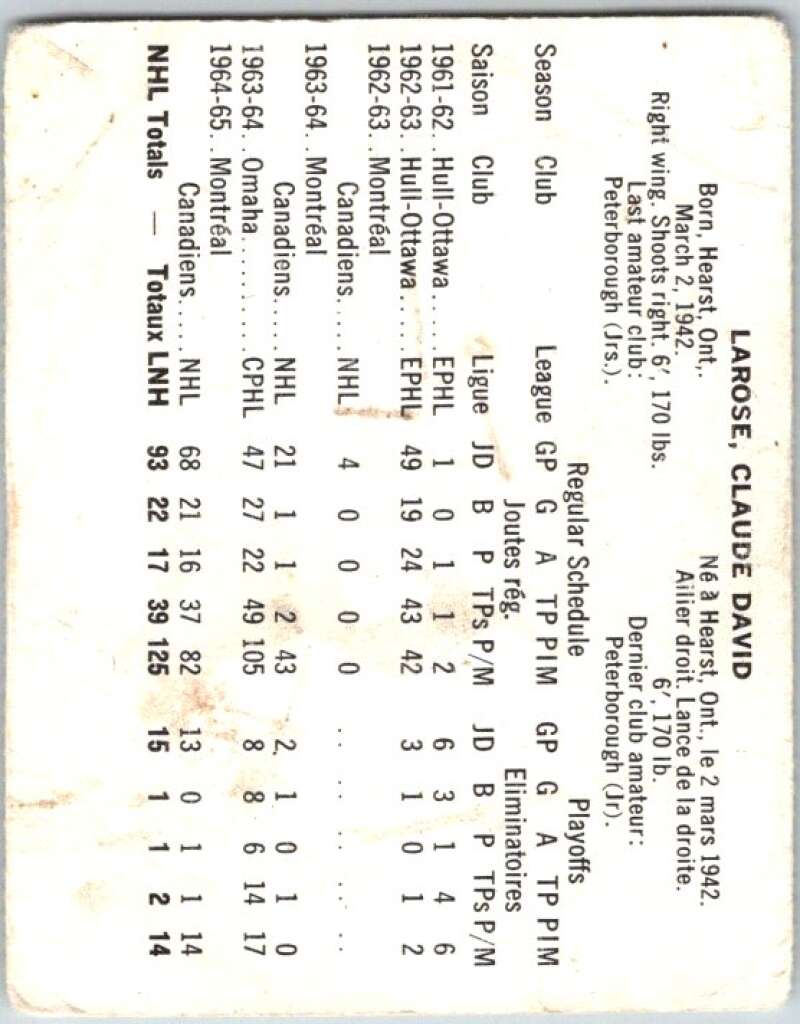 LAROSE, CLAUDE DAVID
Born, Hearst, Ont,.
March 2, 1942.
Right wing. Shoots right. 6', 170 lbs.
Last amateur club:
Peterborough (Jrs.).
Né à Hearst, Ont., le 2 mars 1942.
Ailier droit. Lance de la droite.
6', 170 lb.
Dernier club amateur:
Peterborough (Jr).
Regular Schedule Playoffs
Season Club League GP G A TP PIM GP G A TP PIM
Joutes rég. Eliminatoires
Saison Club Ligue JD B P TPs P/M JD B P TPs P/M
1961-62..Hull-Ottawa......EPHL 1 0 1 1 2 6 3 1 4 6
1962-63..Hull-Ottawa......EPHL 49 19 24 43 42 3 1 0 1 2
1962-63..Montréal
Canadiens.....NHL 4 0 0 0 0 .. .. .. .. ..
1963-64..Montréal
Canadiens.....NHL 21 1 1 2 43 2 1 0 1 0
1963-64..Omaha..........CPHL 47 27 22 49 105 8 8 6 14 17
1964-65..Montréal
Canadiens.....NHL 68 21 16 37 82 13 0 1 1 14
NHL Totals — Totaux LNH 93 22 17 39 125 15 1 1 2 14